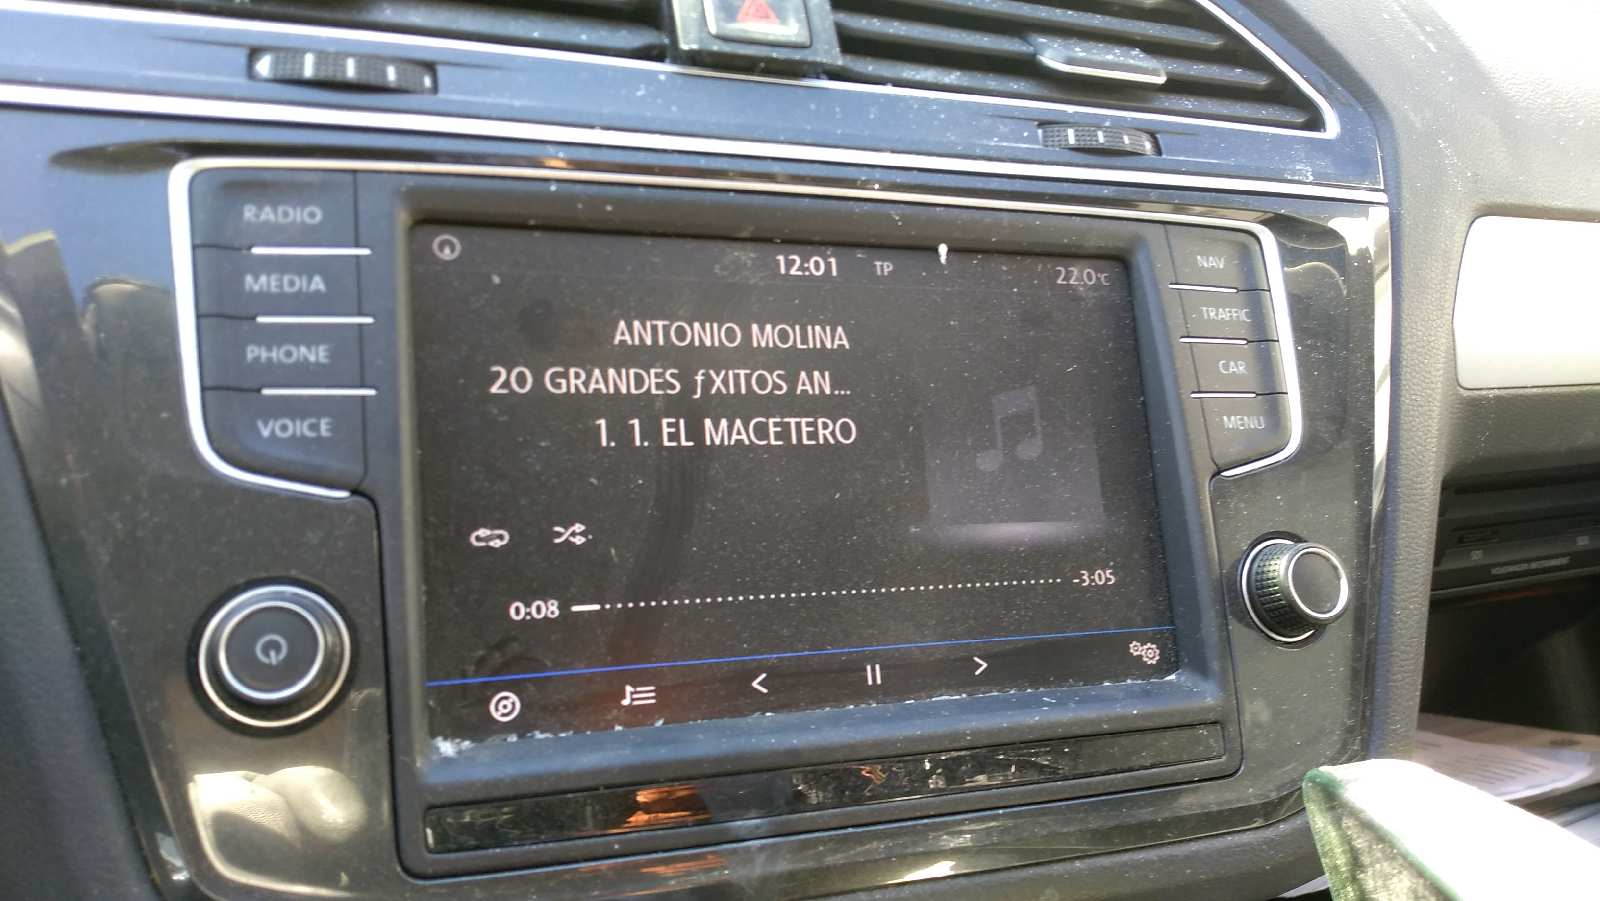 RADIO
MEDIA
PHONE
VOICE
12:01 TP 22.0°C
ANTONIO MOLINA
20 GRANDES ƒXITOS AN...
1. 1. EL MACETERO
0:08 -3:05
NAV
TRAFFIC
CAR
MENU